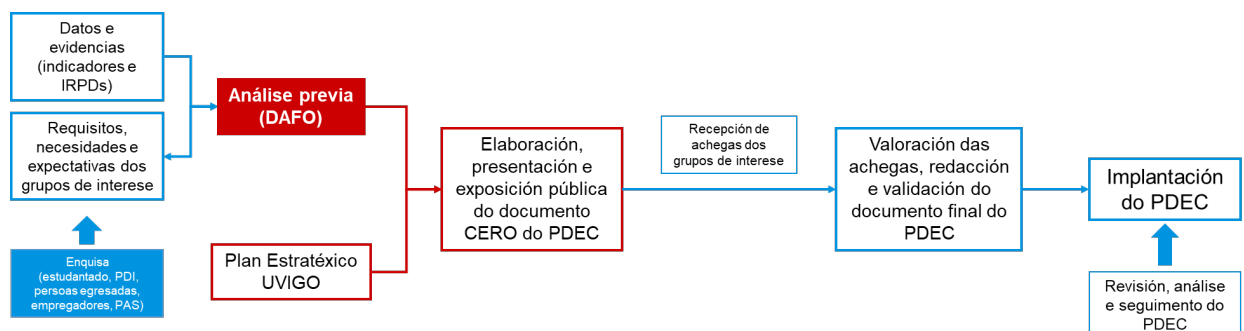 Datos e
evidencias
(indicadores e
IRPDs)
Requisitos,
necesidades e
expectativas dos
grupos de interese
Enquisa
(estudantado, PDI,
persoas egresadas,
empregadores, PAS)
Análise previa
(DAFO)
Plan Estratéxico
UVIGO
Elaboración,
presentación e
exposición pública
do documento
CERO do PDEC
Recepción de
achegas dos
grupos de interese
Valoración das
achegas, redacción
e validación do
documento final do
PDEC
Implantación
do PDEC
Revisión, análise
e seguimento do
PDEC